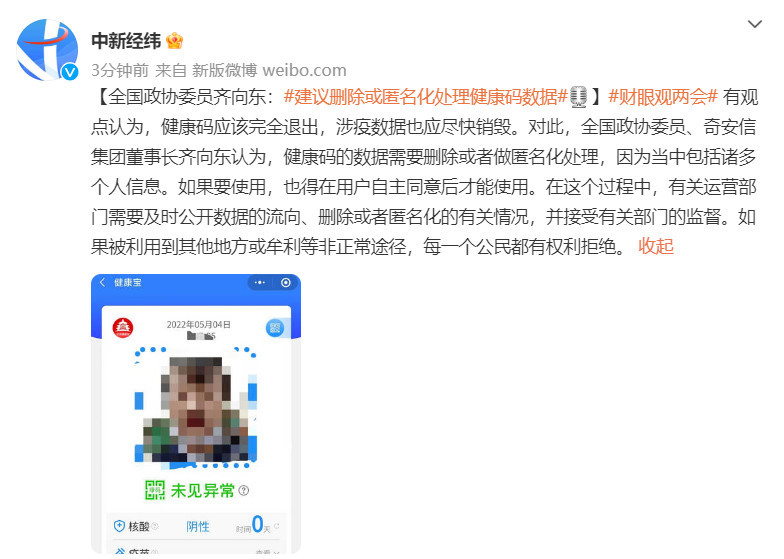 中新经纬
3分钟前 来自 新版微博 weibo.com
【全国政协委员齐向东：#建议删除或匿名化处理健康码数据#】#财眼观两会# 有观
点认为，健康码应该完全退出，涉疫数据也应尽快销毁。对此，全国政协委员、奇安信
集团董事长齐向东认为，健康码的数据需要删除或者做匿名化处理，因为当中包括诸多
个人信息。如果要使用，也得在用户自主同意后才能使用。在这个过程中，有关运营部
门需要及时公开数据的流向、删除或者匿名化的有关情况，并接受有关部门的监督。如
果被利用到其他地方或牟利等非正常途径，每一个公民都有权利拒绝。 收起
健康宝
2022年05月04日
未见异常
核酸 阴性 时间0天
疫苗 查看